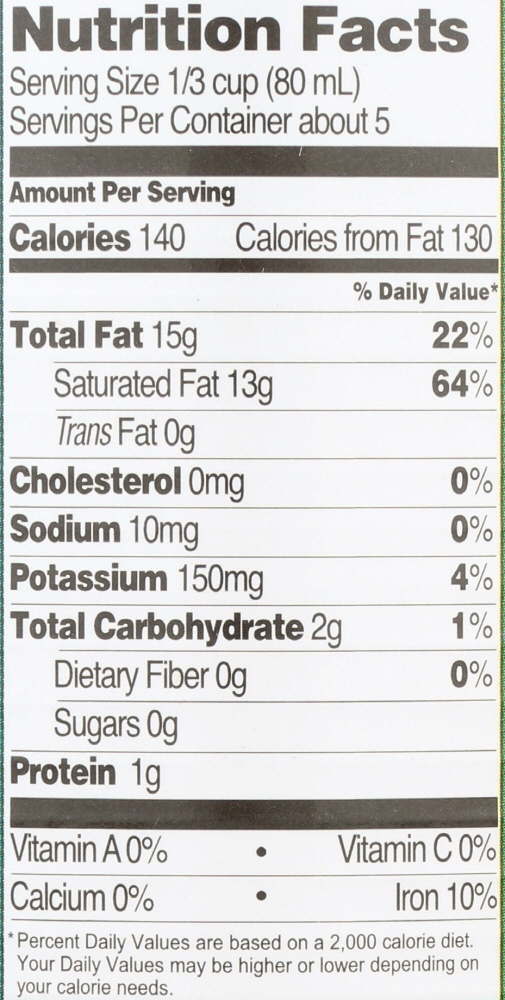 Nutrition Facts
Serving Size 1/3 cup (80 mL)
Servings Per Container about 5
Amount Per Serving
Calories 140 Calories from Fat 130
% Daily Value*
Total Fat 15g 22%
Saturated Fat 13g 64%
Trans Fat 0g
Cholesterol 0mg 0%
Sodium 10mg 0%
Potassium 150mg 4%
Total Carbohydrate 2g 1%
Dietary Fiber 0g 0%
Sugars 0g
Protein 1g
Vitamin A 0% • Vitamin C 0%
Calcium 0% • Iron 10%
*Percent Daily Values are based on a 2,000 calorie diet.
Your Daily Values may be higher or lower depending on
your calorie needs.